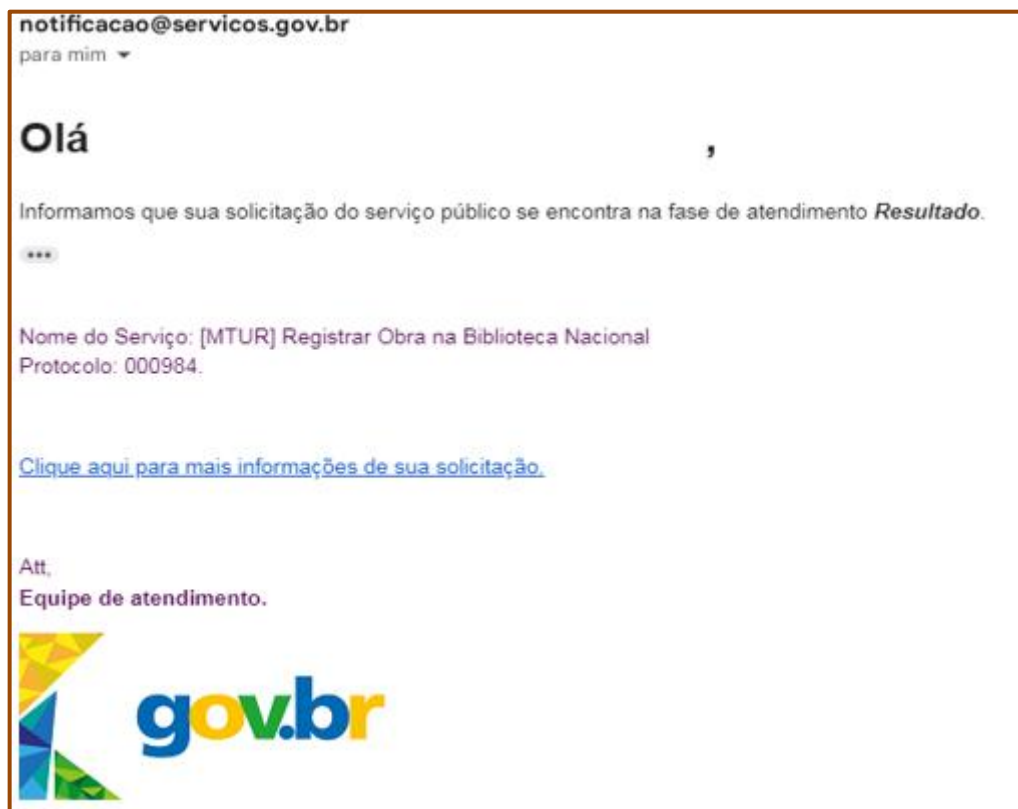 notificacao@servicos.gov.br
para mim
Olá ,
Informamos que sua solicitação do serviço público se encontra na fase de atendimento Resultado.
Nome do Serviço: [MTUR] Registrar Obra na Biblioteca Nacional
Protocolo: 000984.
Clique aqui para mais informações de sua solicitação.
Att,
Equipe de atendimento.
gov.br